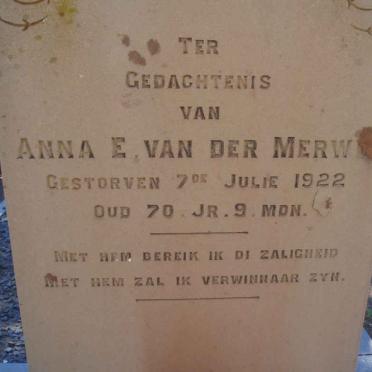 TER
GEDACHTENIS
VAN
ANNA E. VAN DER MERW
GESTORVEN 7DE JULIE 1922
OUD 70 JR. 9 MDN.
MET HEM BEREIK IK DI ZALIGHEID
MET HEM ZAL IK VERWINNAAR ZYN.